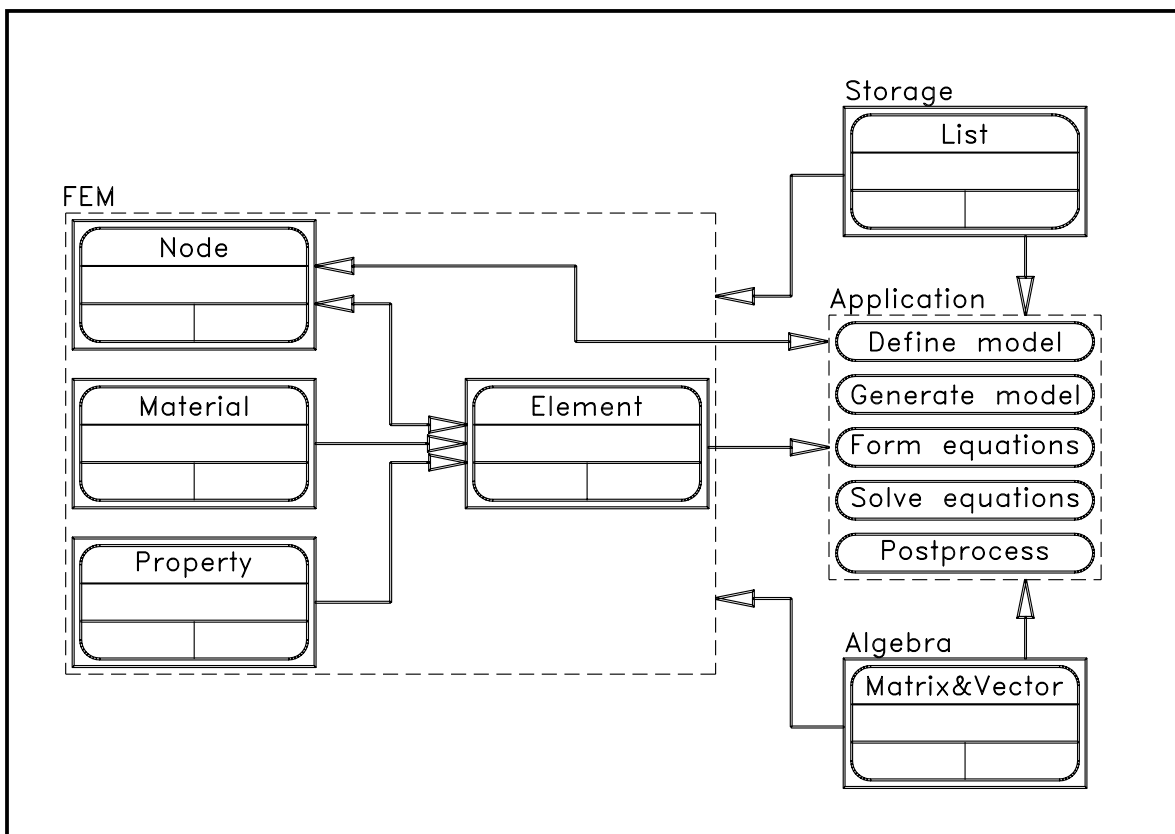 Storage
List
FEM
Node
Application
Define model
Material
Element
Generate model
Form equations
Solve equations
Property
Postprocess
Algebra
Matrix&Vector